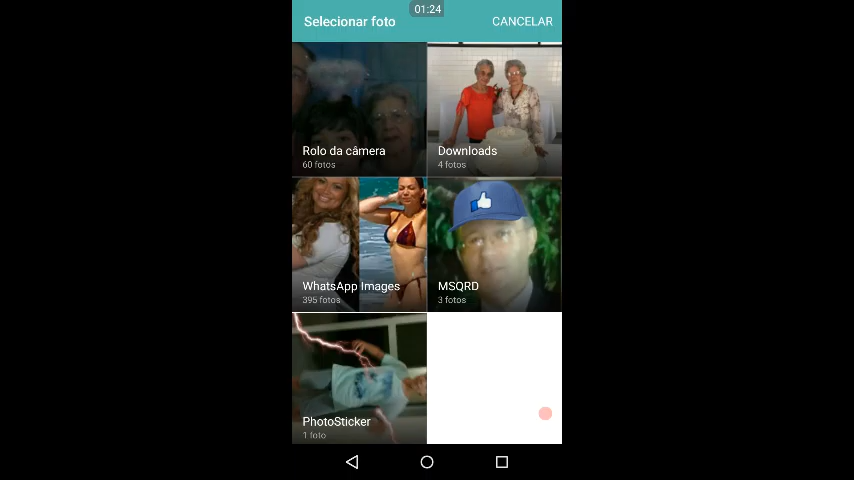 01:24
Selecionar foto
CANCELAR
Rolo da câmera
60 fotos
Downloads
4 fotos
WhatsApp Images
395 fotos
MSQRD
3 fotos
PhotoSticker
1 foto